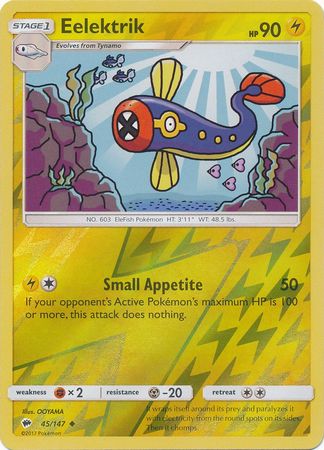 STAGE1 Eelektrik HP 90
Evolves from Tynamo
NO. 603 EleFish Pokémon HT: 3'11" WT: 48.5 lbs.
Small Appetite 50
If your opponent's Active Pokémon's maximum HP is 100
or more, this attack does nothing.
weakness × 2 resistance -20 retreat
Illus. OOYAMA
45/147
©2017 Pokémon
It wraps itself around its prey and paralyzes it
with electricity from the round spots on its sides.
Then it chomps.